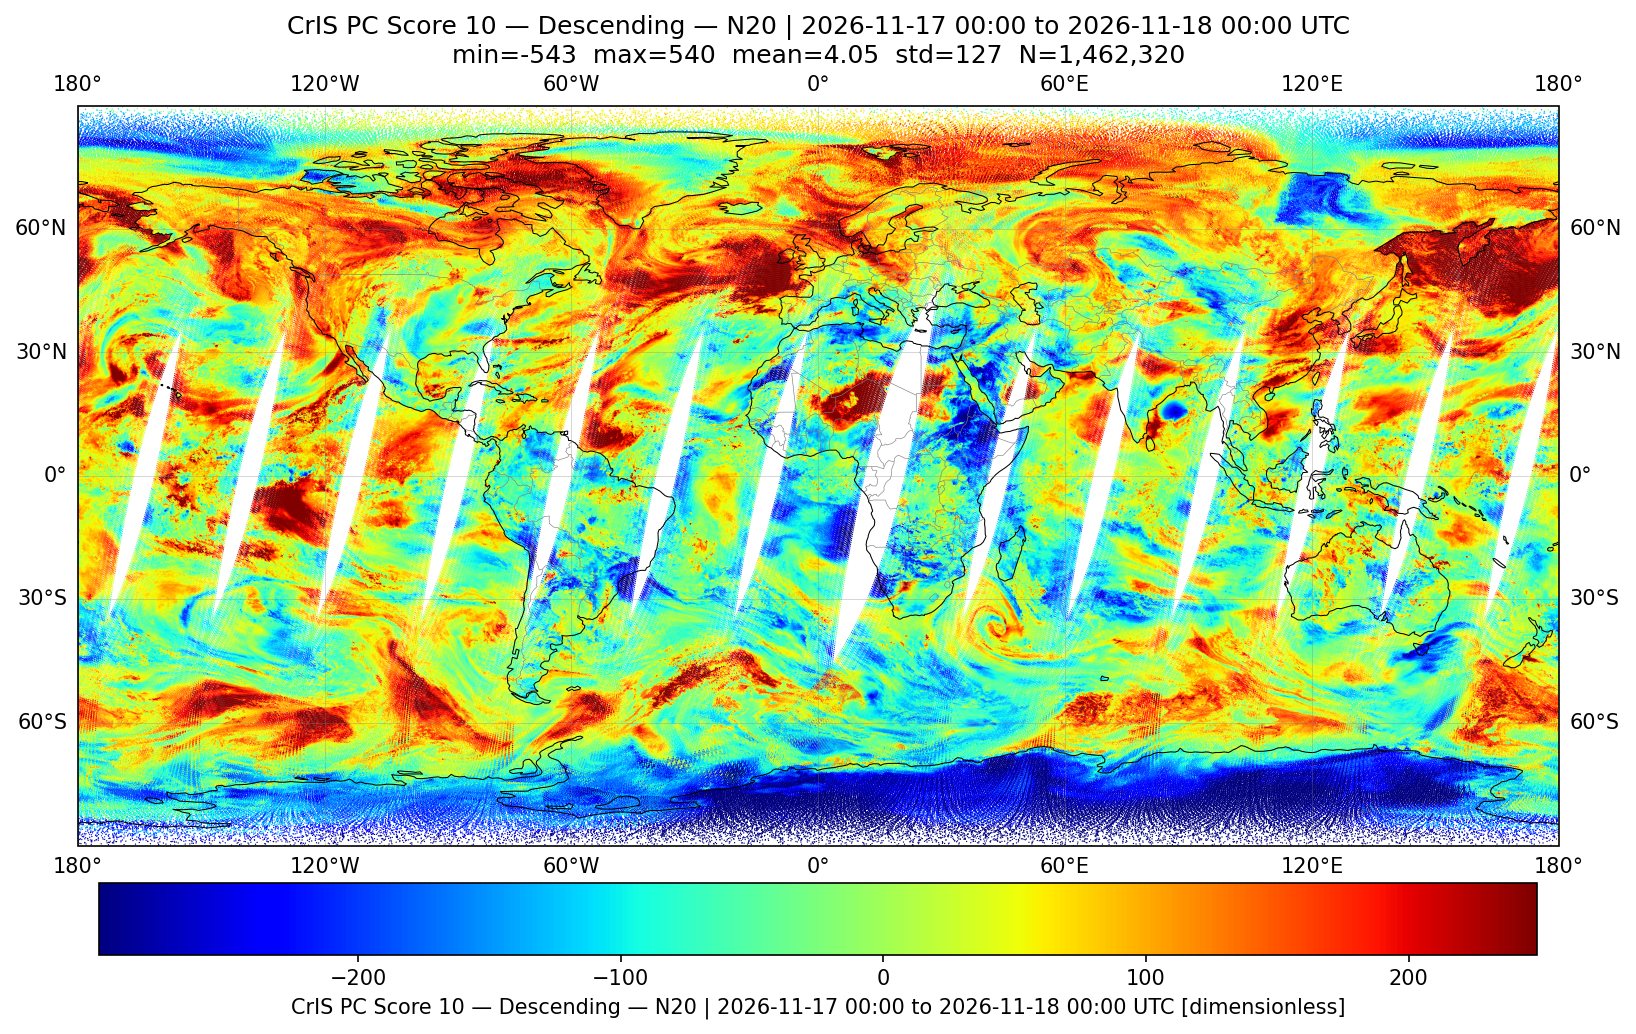 CrIS PC Score 10 — Descending — N20 | 2026-11-17 00:00 to 2026-11-18 00:00 UTC
min=-543 max=540 mean=4.05 std=127 N=1,462,320
180° 120°W 60°W 0° 60°E 120°E 180°
60°N 60°N
30°N 30°N
0° 0°
30°S 30°S
60°S 60°S
180° 120°W 60°W 0° 60°E 120°E 180°
−200 −100 0 100 200
CrIS PC Score 10 — Descending — N20 | 2026-11-17 00:00 to 2026-11-18 00:00 UTC [dimensionless]